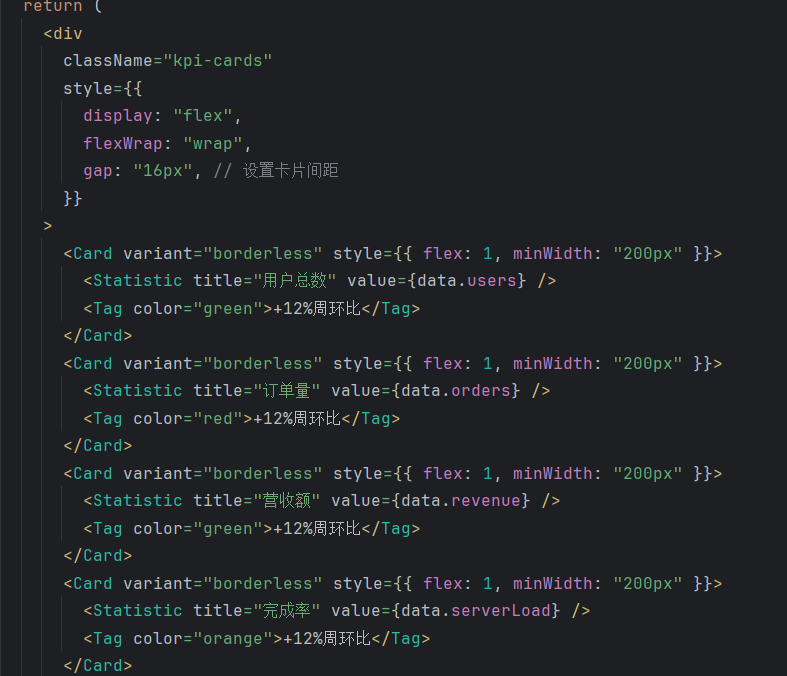 return (
<div
className="kpi-cards"
style={{
display: "flex",
flexWrap: "wrap",
gap: "16px", // 设置卡片间距
}}
>
<Card variant="borderless" style={{ flex: 1, minWidth: "200px" }}>
<Statistic title="用户总数" value={data.users} />
<Tag color="green">+12%周环比</Tag>
</Card>
<Card variant="borderless" style={{ flex: 1, minWidth: "200px" }}>
<Statistic title="订单量" value={data.orders} />
<Tag color="red">+12%周环比</Tag>
</Card>
<Card variant="borderless" style={{ flex: 1, minWidth: "200px" }}>
<Statistic title="营收额" value={data.revenue} />
<Tag color="green">+12%周环比</Tag>
</Card>
<Card variant="borderless" style={{ flex: 1, minWidth: "200px" }}>
<Statistic title="完成率" value={data.serverLoad} />
<Tag color="orange">+12%周环比</Tag>
</Card>